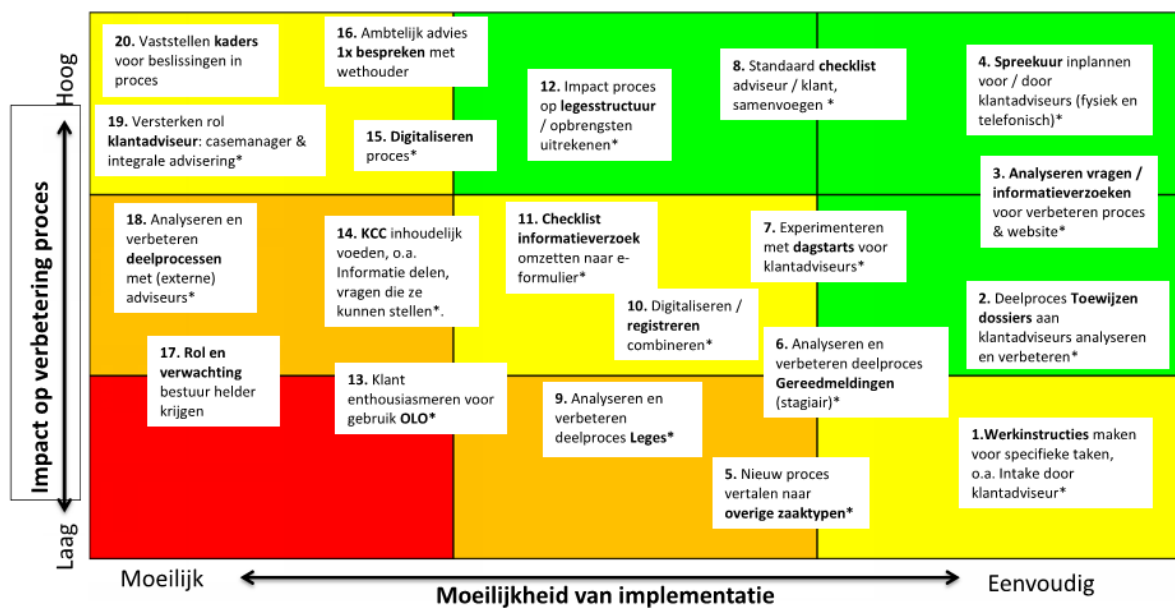 Impact op verbetering proces
Hoog
Laag
20. Vaststellen kaders
voor beslissingen in
proces
16. Ambtelijk advies
1x bespreken met
wethouder
8. Standaard checklist
adviseur / klant,
samenvoegen *
4. Spreekuur inplannen
voor / door
klantadviseurs (fysiek en
telefonisch)*
12. Impact proces
op legesstructuur
/ opbrengsten
uitrekenen*
19. Versterken rol
klantadviseur: casemanager &
integrale advisering*
15. Digitaliseren
proces*
3. Analyseren vragen /
informatieverzoeken
voor verbeteren proces
& website*
18. Analyseren en
verbeteren
deelprocessen
met (externe)
adviseurs*
14. KCC inhoudelijk
voeden, o.a.
Informatie delen,
vragen die ze
kunnen stellen*.
11. Checklist
informatieverzoek
omzetten naar e-
formulier*
7. Experimenteren
met dagstarts voor
klantadviseurs*
10. Digitaliseren /
registreren
combineren*
2. Deelproces Toewijzen
dossiers aan
klantadviseurs analyseren
en verbeteren*
17. Rol en
verwachting
bestuur helder
krijgen
6. Analyseren en
verbeteren deelproces
Gereedmeldingen
(stagiair)*
13. Klant
enthousiasmeren voor
gebruik OLO*
9. Analyseren en
verbeteren
deelproces Leges*
1.Werkinstructies maken
voor specifieke taken,
o.a. Intake door
klantadviseur*
5. Nieuw proces
vertalen naar
overige zaaktypen*
Moeilijk
Moeilijkheid van implementatie
Eenvoudig